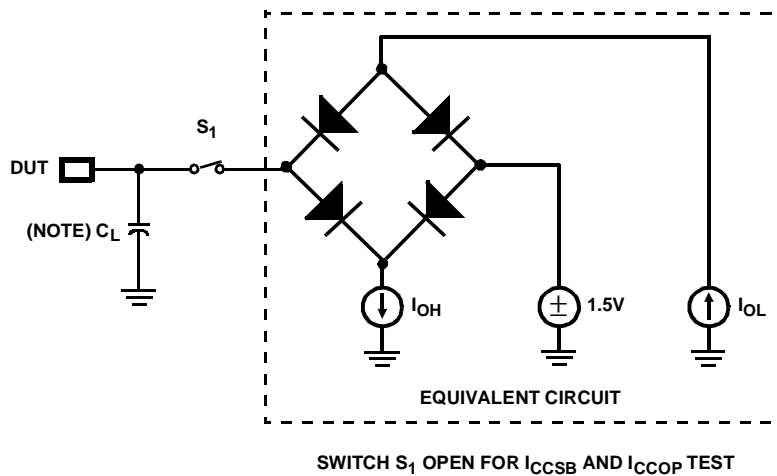 S1
DUT
(NOTE) CL
IOH
± 1.5V
IOL
EQUIVALENT CIRCUIT
SWITCH S1 OPEN FOR ICCSB AND ICCOP TEST